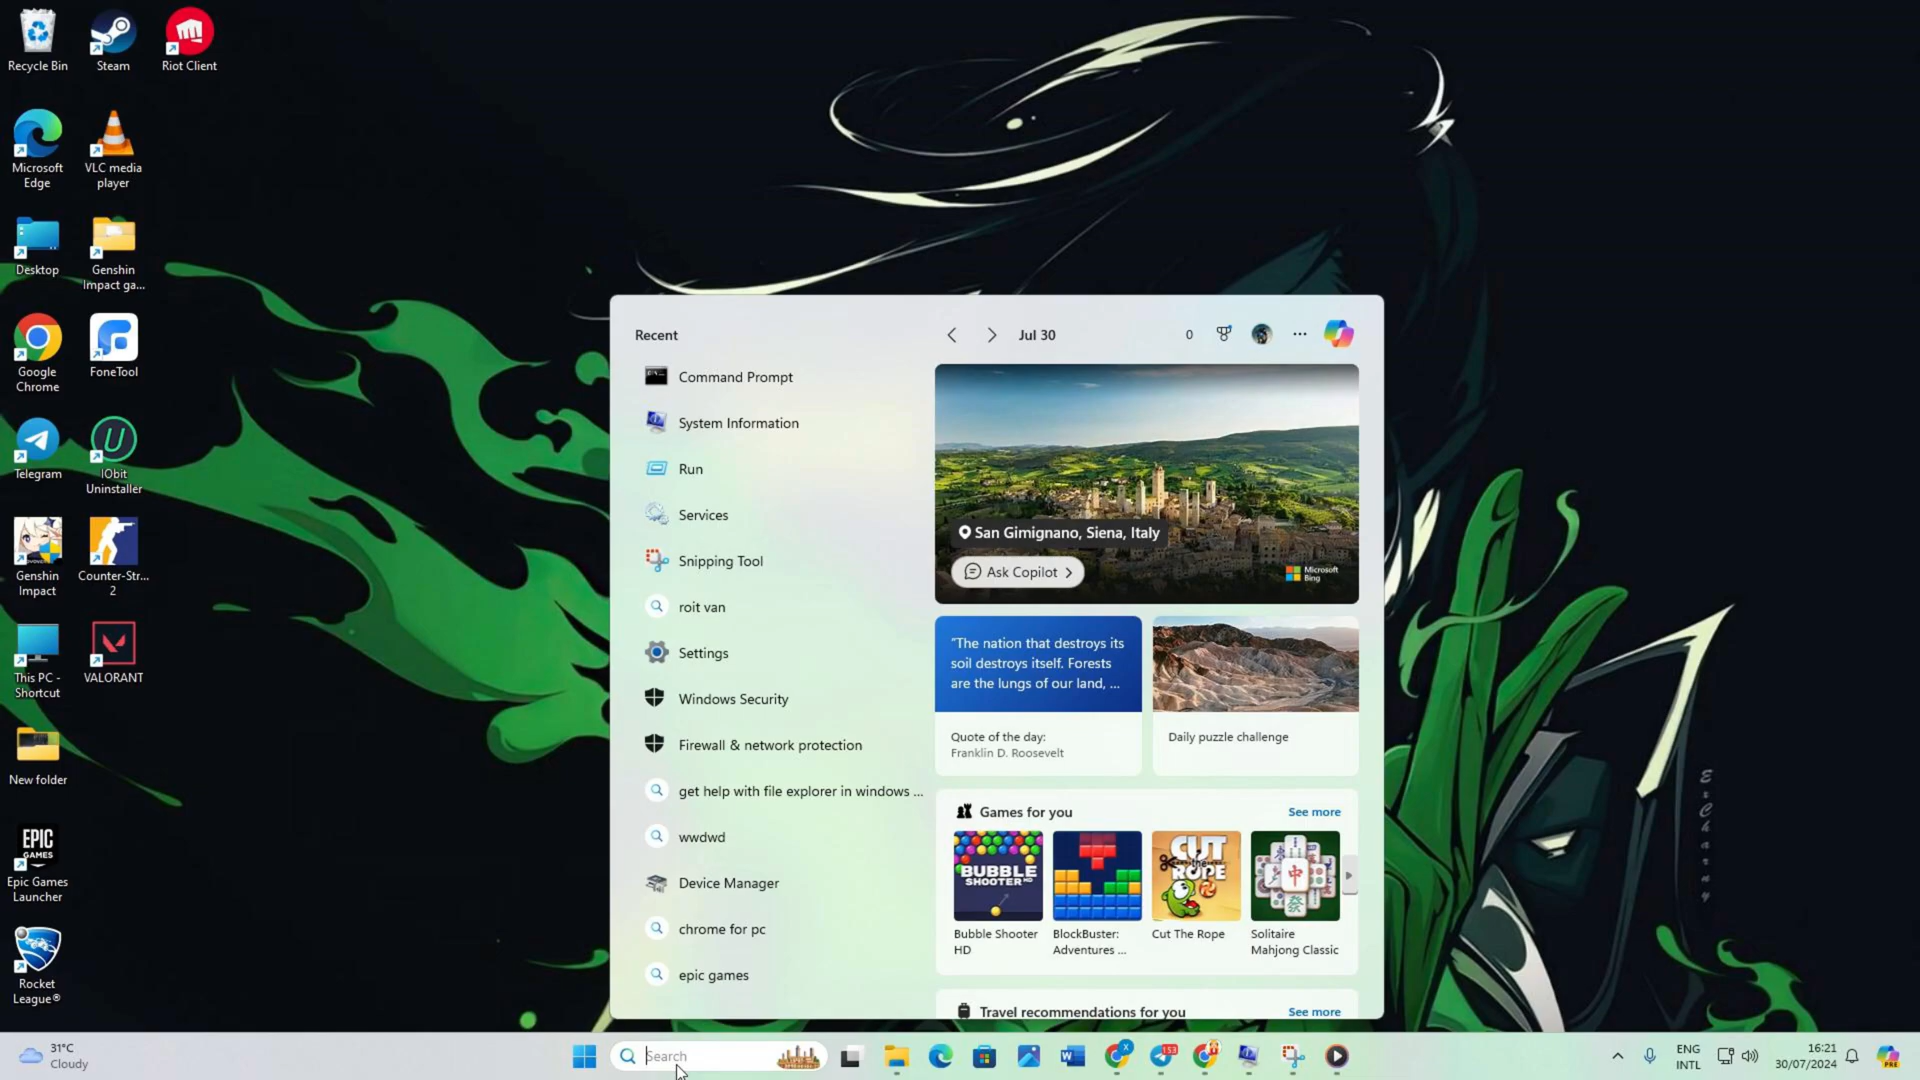 Recycle Bin
Steam
Riot Client
Microsoft
Edge
VLC media
player
Desktop
Genshin
Impact ga...
Google
Chrome
FoneTool
Telegram
IObit
Uninstaller
Genshin
Impact
Counter-Str...
2
This PC -
Shortcut
VALORANT
New folder
EPIC
GAMES
Epic Games
Launcher
Rocket
League®
Recent
Command Prompt
System Information
Run
Services
Snipping Tool
roit van
Settings
Windows Security
Firewall & network protection
get help with file explorer in windows ...
wwdwd
Device Manager
chrome for pc
epic games
Jul 30
0
San Gimignano, Siena, Italy
Ask Copilot
Microsoft
Bing
"The nation that destroys its
soil destroys itself. Forests
are the lungs of our land, ...
Quote of the day:
Franklin D. Roosevelt
Daily puzzle challenge
Games for you
See more
BUBBLE
SHOOTER HD
CUT
the
ROPE
中
Bubble Shooter
HD
BlockBuster:
Adventures ...
Cut The Rope
Solitaire
Mahjong Classic
Travel recommendations for you
See more
ExCharny
31°C
Cloudy
Search
X
153
ENG
INTL
16:21
30/07/2024
PRE